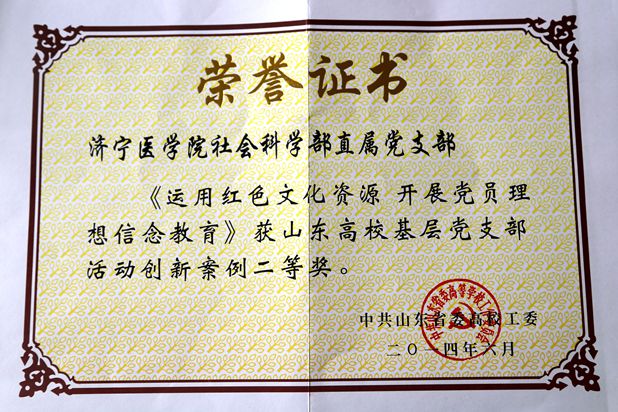 荣誉证书
济宁医学院社会科学部直属党支部
《运用红色文化资源 开展党员理
想信念教育》获山东高校基层党支部
活动创新案例二等奖。
中共山东省委高校工委
二〇一四年六月